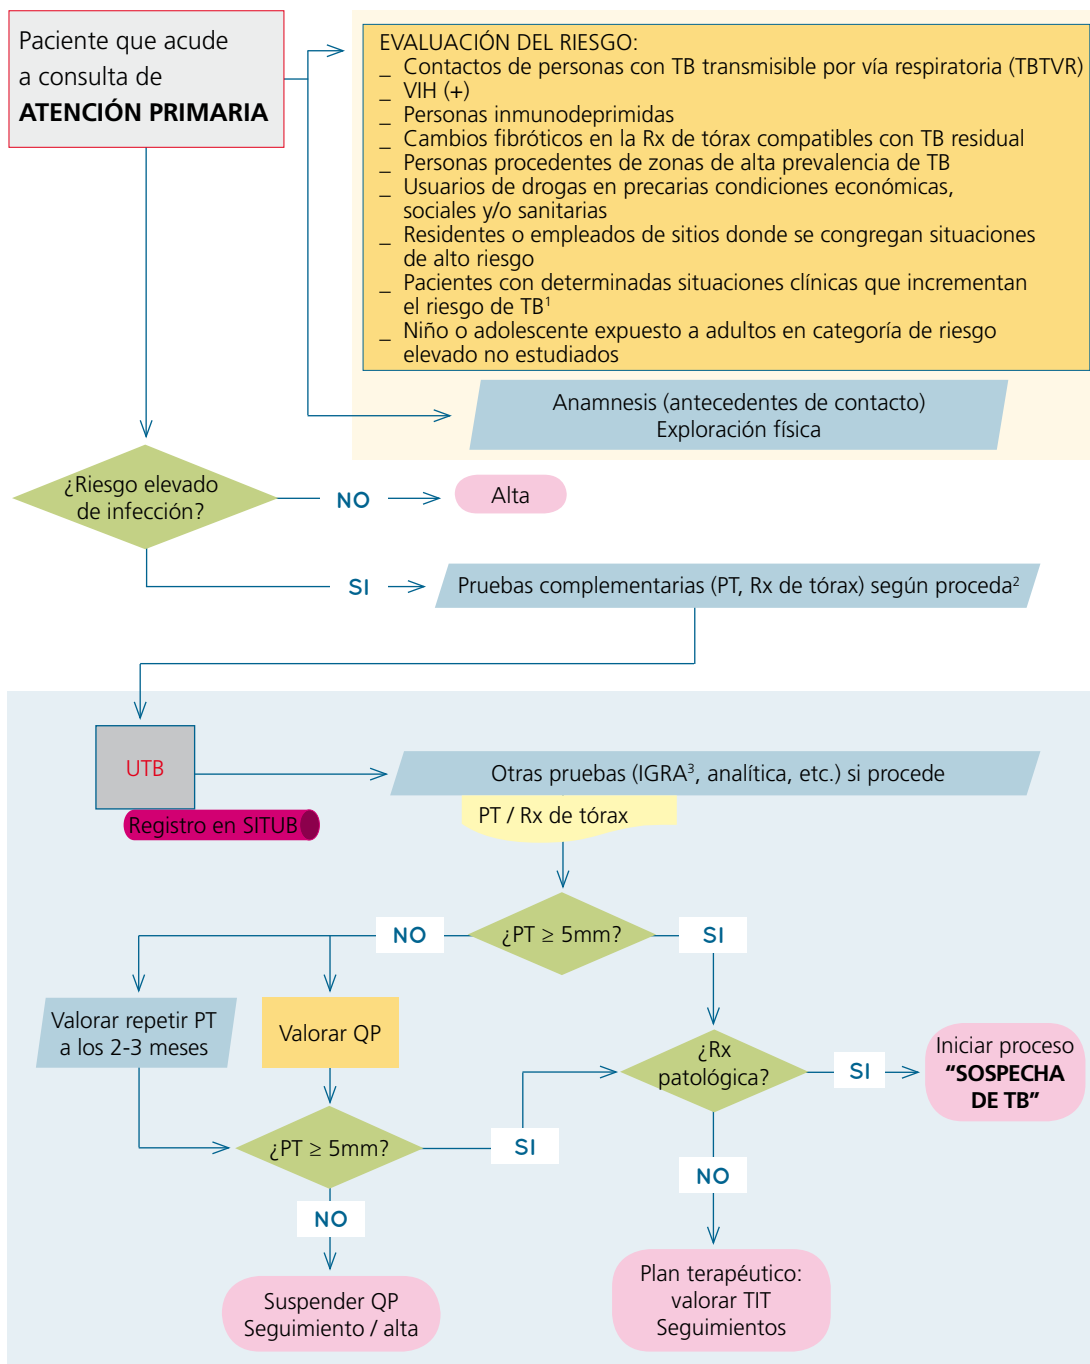 Paciente que acude
a consulta de
ATENCIÓN PRIMARIA
EVALUACIÓN DEL RIESGO:
_ Contactos de personas con TB transmisible por vía respiratoria (TBTVR)
_ VIH (+)
_ Personas inmunodeprimidas
_ Cambios fibróticos en la Rx de tórax compatibles con TB residual
_ Personas procedentes de zonas de alta prevalencia de TB
_ Usuarios de drogas en precarias condiciones económicas,
sociales y/o sanitarias
_ Residentes o empleados de sitios donde se congregan situaciones
de alto riesgo
_ Pacientes con determinadas situaciones clínicas que incrementan
el riesgo de TB¹
_ Niño o adolescente expuesto a adultos en categoría de riesgo
elevado no estudiados
Anamnesis (antecedentes de contacto)
Exploración física
¿Riesgo elevado
de infección?
NO
Alta
SI
Pruebas complementarias (PT, Rx de tórax) según proceda²
UTB
Registro en SITUB
Otras pruebas (IGRA³, analítica, etc.) si procede
PT / Rx de tórax
¿PT ≥ 5mm?
NO
SI
Valorar repetir PT
a los 2-3 meses
Valorar QP
¿Rx
patológica?
SI
Iniciar proceso
"SOSPECHA
DE TB"
¿PT ≥ 5mm?
SI
NO
NO
Suspender QP
Seguimiento / alta
Plan terapéutico:
valorar TIT
Seguimientos